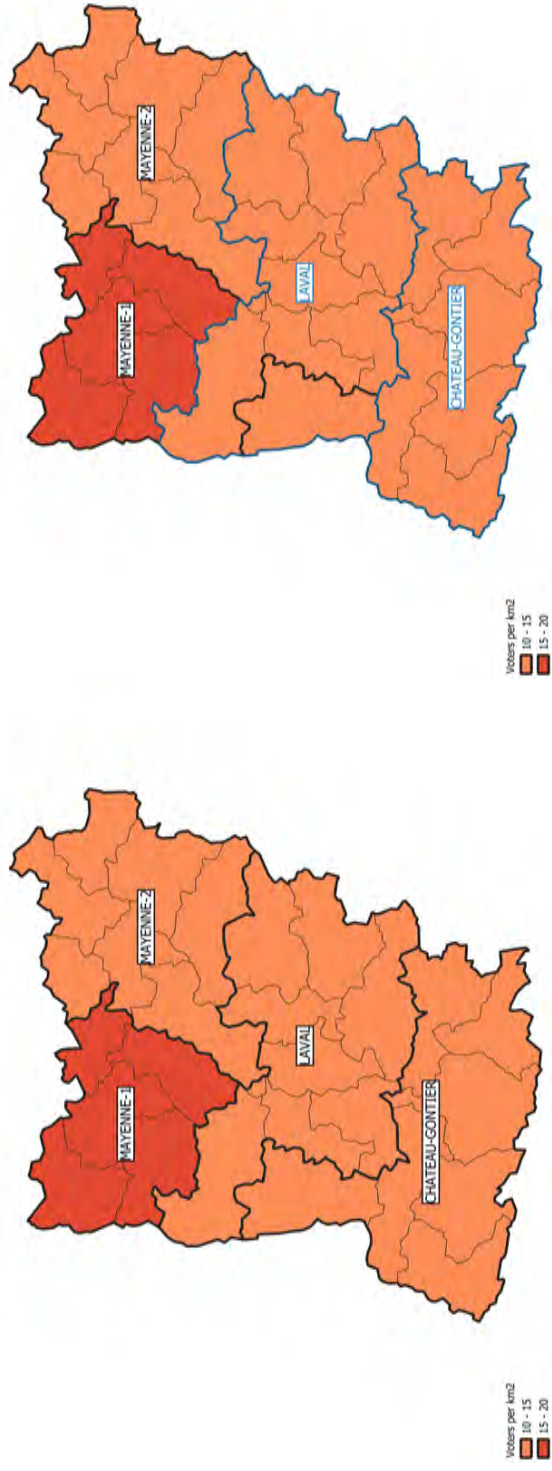 MAYENNE-1
MAYENNE-2
LAVAL
CHATEAU-GONTIER
Voters per km2
10 - 15
15 - 20
MAYENNE-1
MAYENNE-2
LAVAL
CHATEAU-GONTIER
Voters per km2
10 - 15
15 - 20